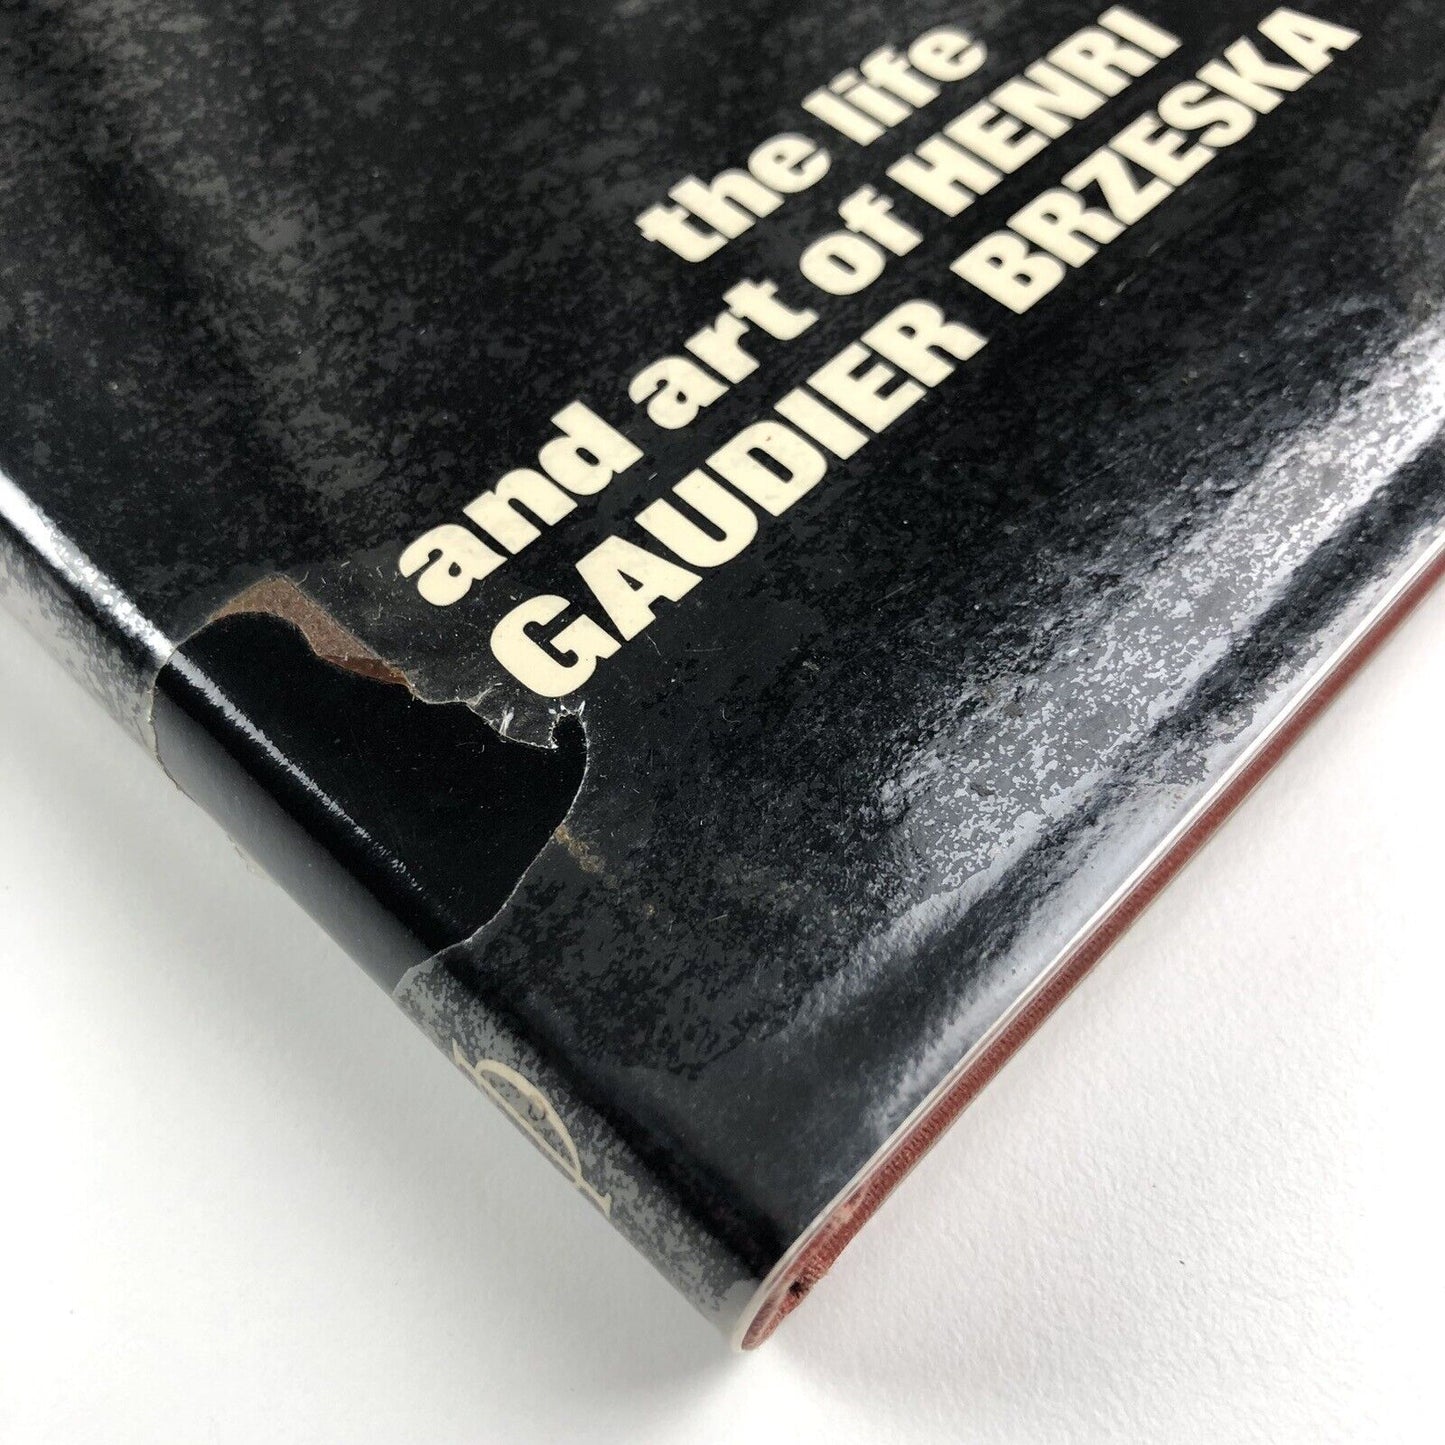 the life
and art of HENRI
GAUDIER BRZESKA